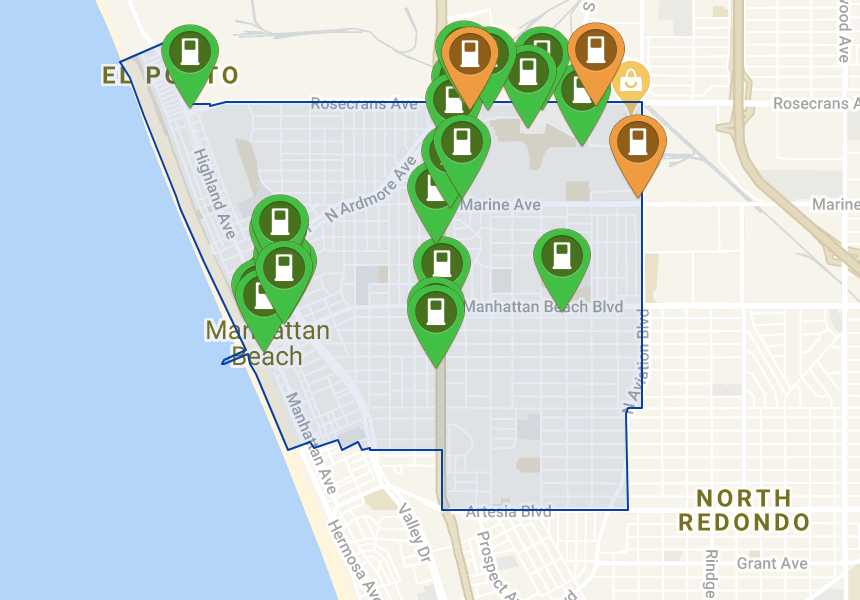 EL PORTO
Rosecrans Ave
Rosecrans A
wood Ave
S
Highland Ave
N Ardmore Ave
Marine Ave
Marine
Manhattan Beach Blvd
Manhattan
Beach
N Aviation Blvd
Manhattan Ave
NORTH
REDONDO
Artesia Blvd
Valley Dr
Hermosa Ave
Prospect Ave
Grant Ave
Rindge